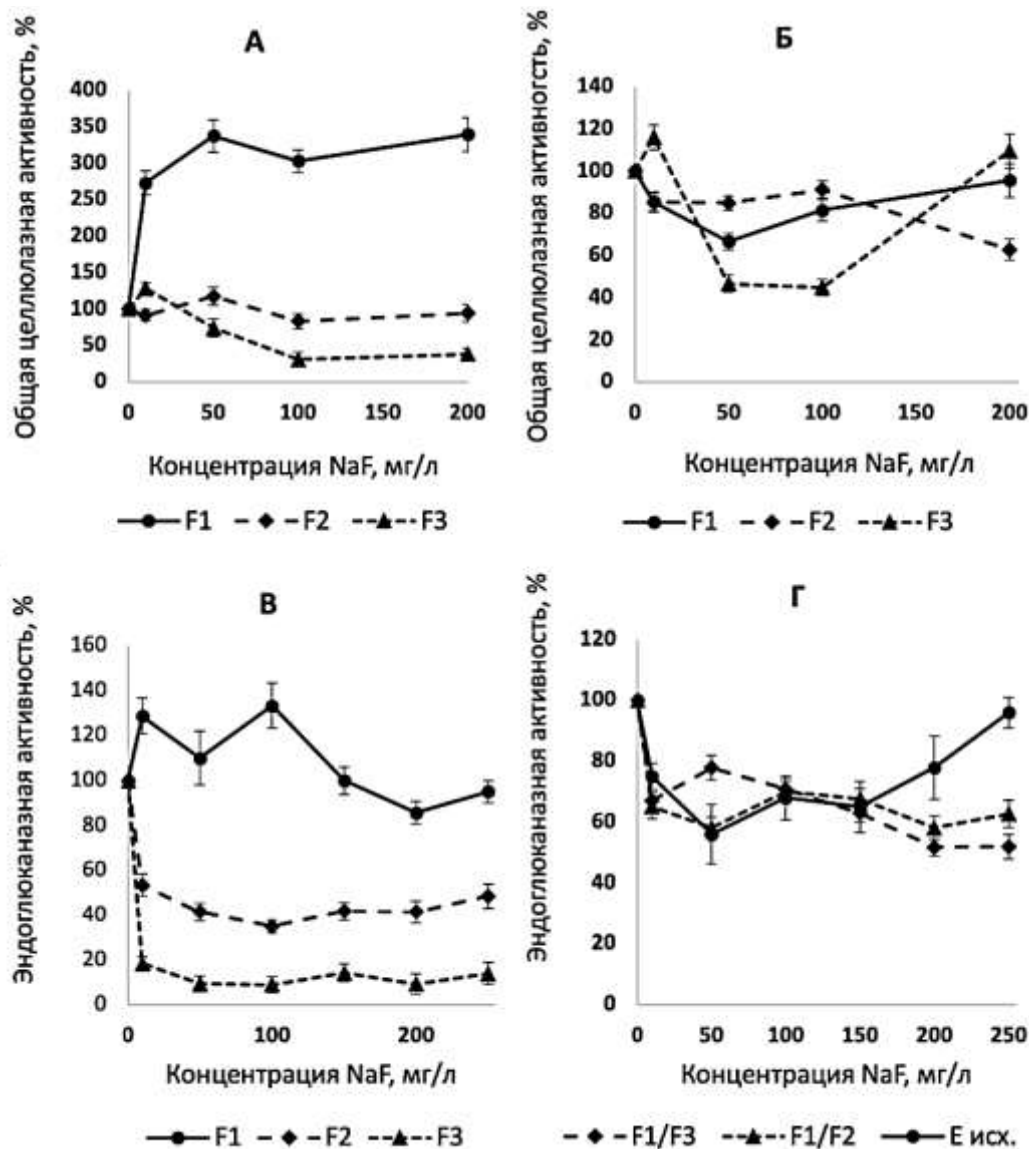 А
Общая целлюлазная активность, %
400
350
300
250
200
150
100
50
0
0 50 100 150 200
Концентрация NaF, мг/л
F1 F2 F3
Б
Общая целлюлазная активногсть, %
140
120
100
80
60
40
20
0
0 50 100 150 200
Концентрация NaF, мг/л
F1 F2 F3
В
Эндоглюканазная активность, %
160
140
120
100
80
60
40
20
0
0 100 200
Концентрация NaF, мг/л
F1 F2 F3
Г
Эндоглюканазная активность, %
120
100
80
60
40
20
0
0 50 100 150 200 250
Концентрация NaF, мг/л
F1/F3 F1/F2 Е исх.